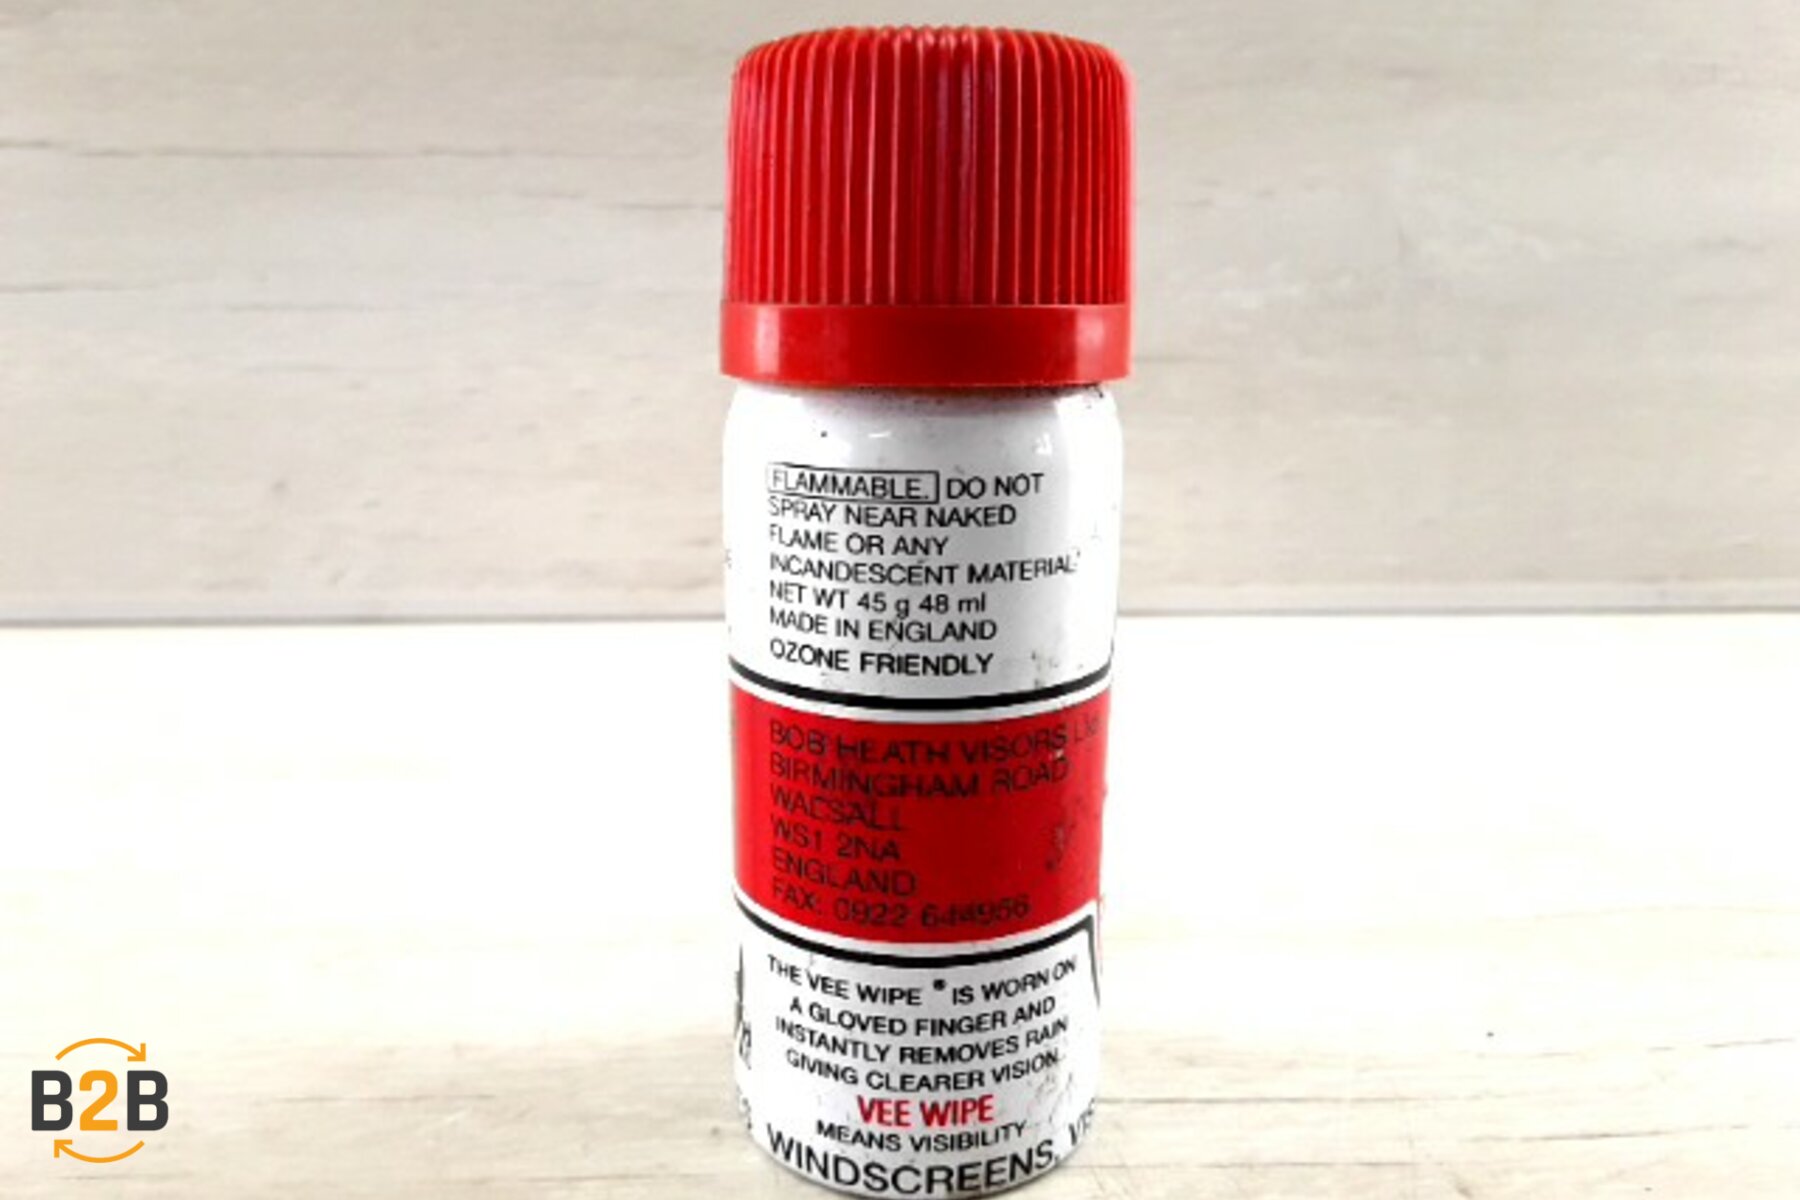 FLAMMABLE. DO NOT
SPRAY NEAR NAKED
FLAME OR ANY
INCANDESCENT MATERIAL
NET WT 45 g 48 ml
MADE IN ENGLAND
OZONE FRIENDLY
BOB HEATH VISORS
BIRMINGHAM ROAD
WALSALL
WS1 2NA
ENGLAND
FAX: 0922 644956
THE VEE WIPE ® IS WORN ON
A GLOVED FINGER AND
INSTANTLY REMOVES RAIN
GIVING CLEARER VISION.
VEE WIPE
MEANS VISIBILITY
WINDSCREENS,
B2B